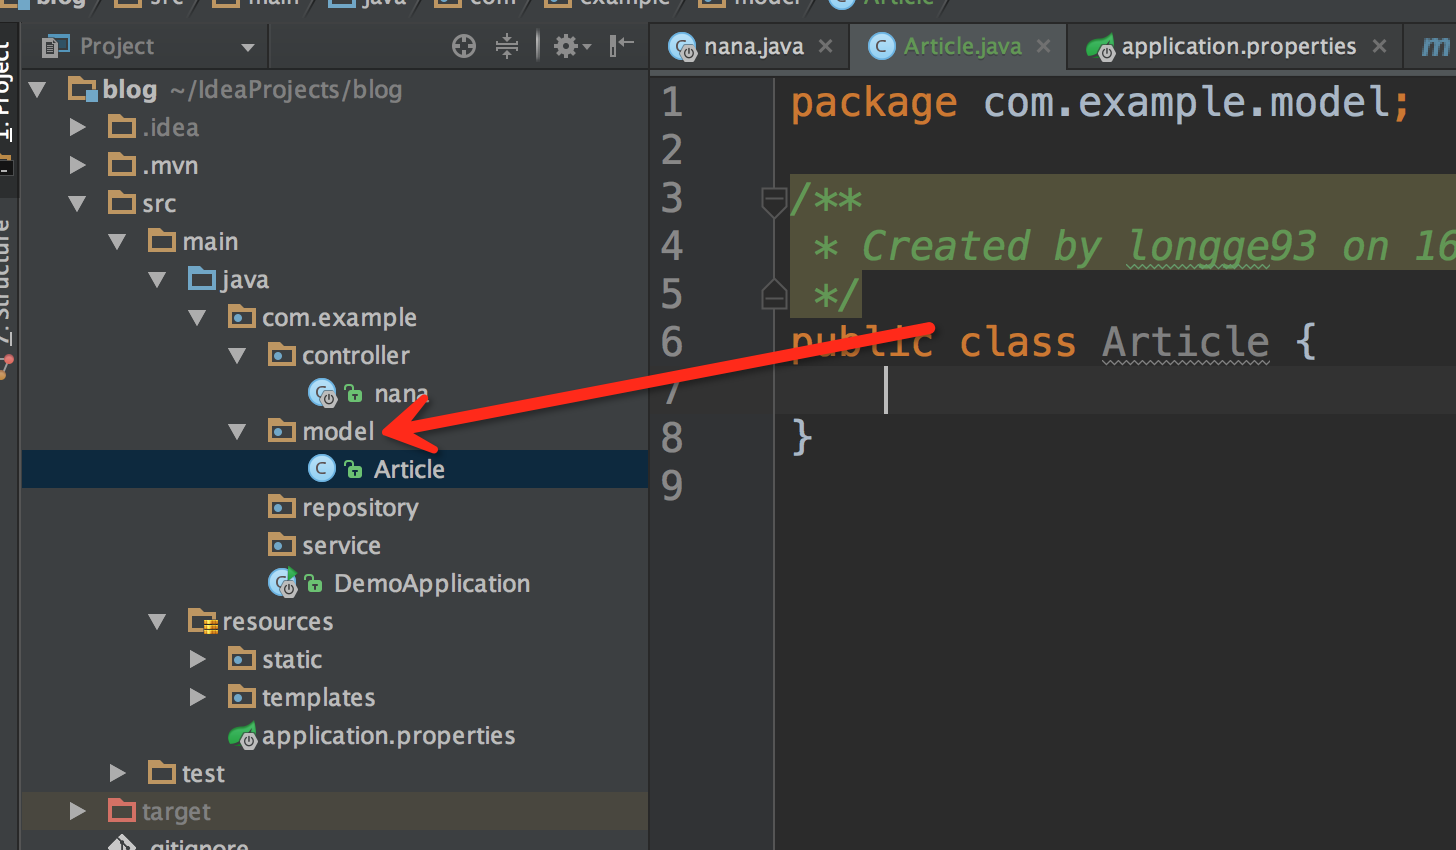 blog src main java com example model Article
1: Project
7: Structure
Project
nana.java
Article.java
application.properties
m
blog ~/IdeaProjects/blog
.idea
.mvn
src
main
java
com.example
controller
nana
model
Article
repository
service
DemoApplication
resources
static
templates
application.properties
test
target
.gitignore
1 package com.example.model;
2
3 /**
4 * Created by longge93 on 16
5 */
6 public class Article {
7
8 }
9